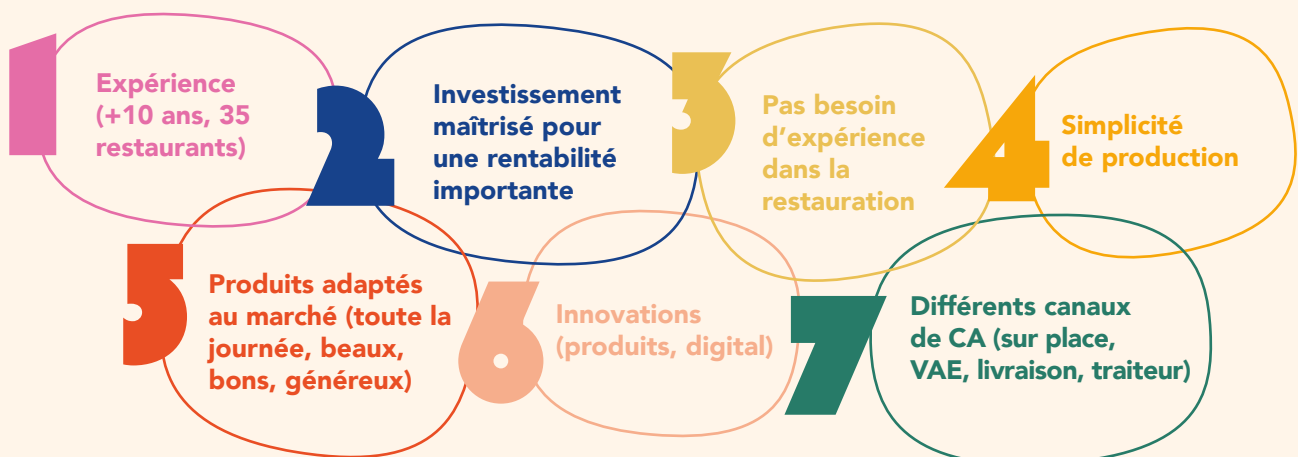 1
Expérience
(+10 ans, 35
restaurants)
2
Investissement
maîtrisé pour
une rentabilité
importante
3
Pas besoin
d’expérience
dans la
restauration
4
Simplicité
de production
5
Produits adaptés
au marché (toute la
journée, beaux,
bons, généreux)
6
Innovations
(produits, digital)
7
Différents canaux
de CA (sur place,
VAE, livraison, traiteur)